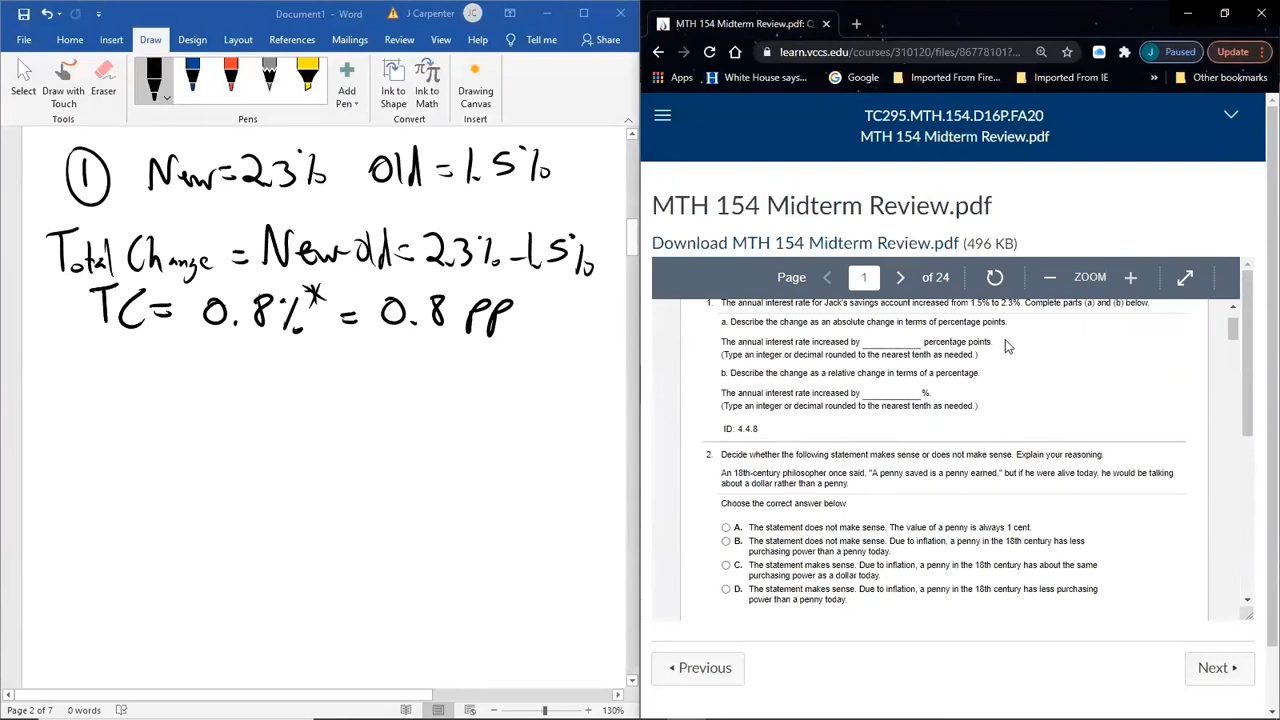 Document1 - Word
J Carpenter
JC
File
Home
Insert
Draw
Design
Layout
References
Mailings
Review
View
Help
Tell me
Share
Select
Draw with
Touch
Eraser
Add
Pen
Ink to
Shape
Ink to
Math
Drawing
Canvas
Tools
Pens
Convert
Insert
① New=2.3% Old=1.5%
Total Change = New-old= 2.3% -1.5%
TC= 0.8%* = 0.8 pp
Page 2 of 7
0 words
130%
MTH 154 Midterm Review.pdf: C
learn.vccs.edu/courses/310120/files/86778101?...
Paused
Update
Apps
White House says...
Google
Imported From Fire...
Imported From IE
»
Other bookmarks
TC295.MTH.154.D16P.FA20
MTH 154 Midterm Review.pdf
MTH 154 Midterm Review.pdf
Download MTH 154 Midterm Review.pdf (496 KB)
Page 1 of 24
ZOOM
1. The annual interest rate for Jack's savings account increased from 1.5% to 2.3%. Complete parts (a) and (b) below.
a. Describe the change as an absolute change in terms of percentage points.
The annual interest rate increased by ____________ percentage points.
(Type an integer or decimal rounded to the nearest tenth as needed.)
b. Describe the change as a relative change in terms of a percentage.
The annual interest rate increased by ____________%.
(Type an integer or decimal rounded to the nearest tenth as needed.)
ID: 4.4.8
2. Decide whether the following statement makes sense or does not make sense. Explain your reasoning.
An 18th-century philosopher once said, "A penny saved is a penny earned," but if he were alive today, he would be talking
about a dollar rather than a penny.
Choose the correct answer below.
A. The statement does not make sense. The value of a penny is always 1 cent.
B. The statement does not make sense. Due to inflation, a penny in the 18th century has less
purchasing power than a penny today.
C. The statement makes sense. Due to inflation, a penny in the 18th century has about the same
purchasing power as a dollar today.
D. The statement makes sense. Due to inflation, a penny in the 18th century has less purchasing
power than a penny today.
Previous
Next